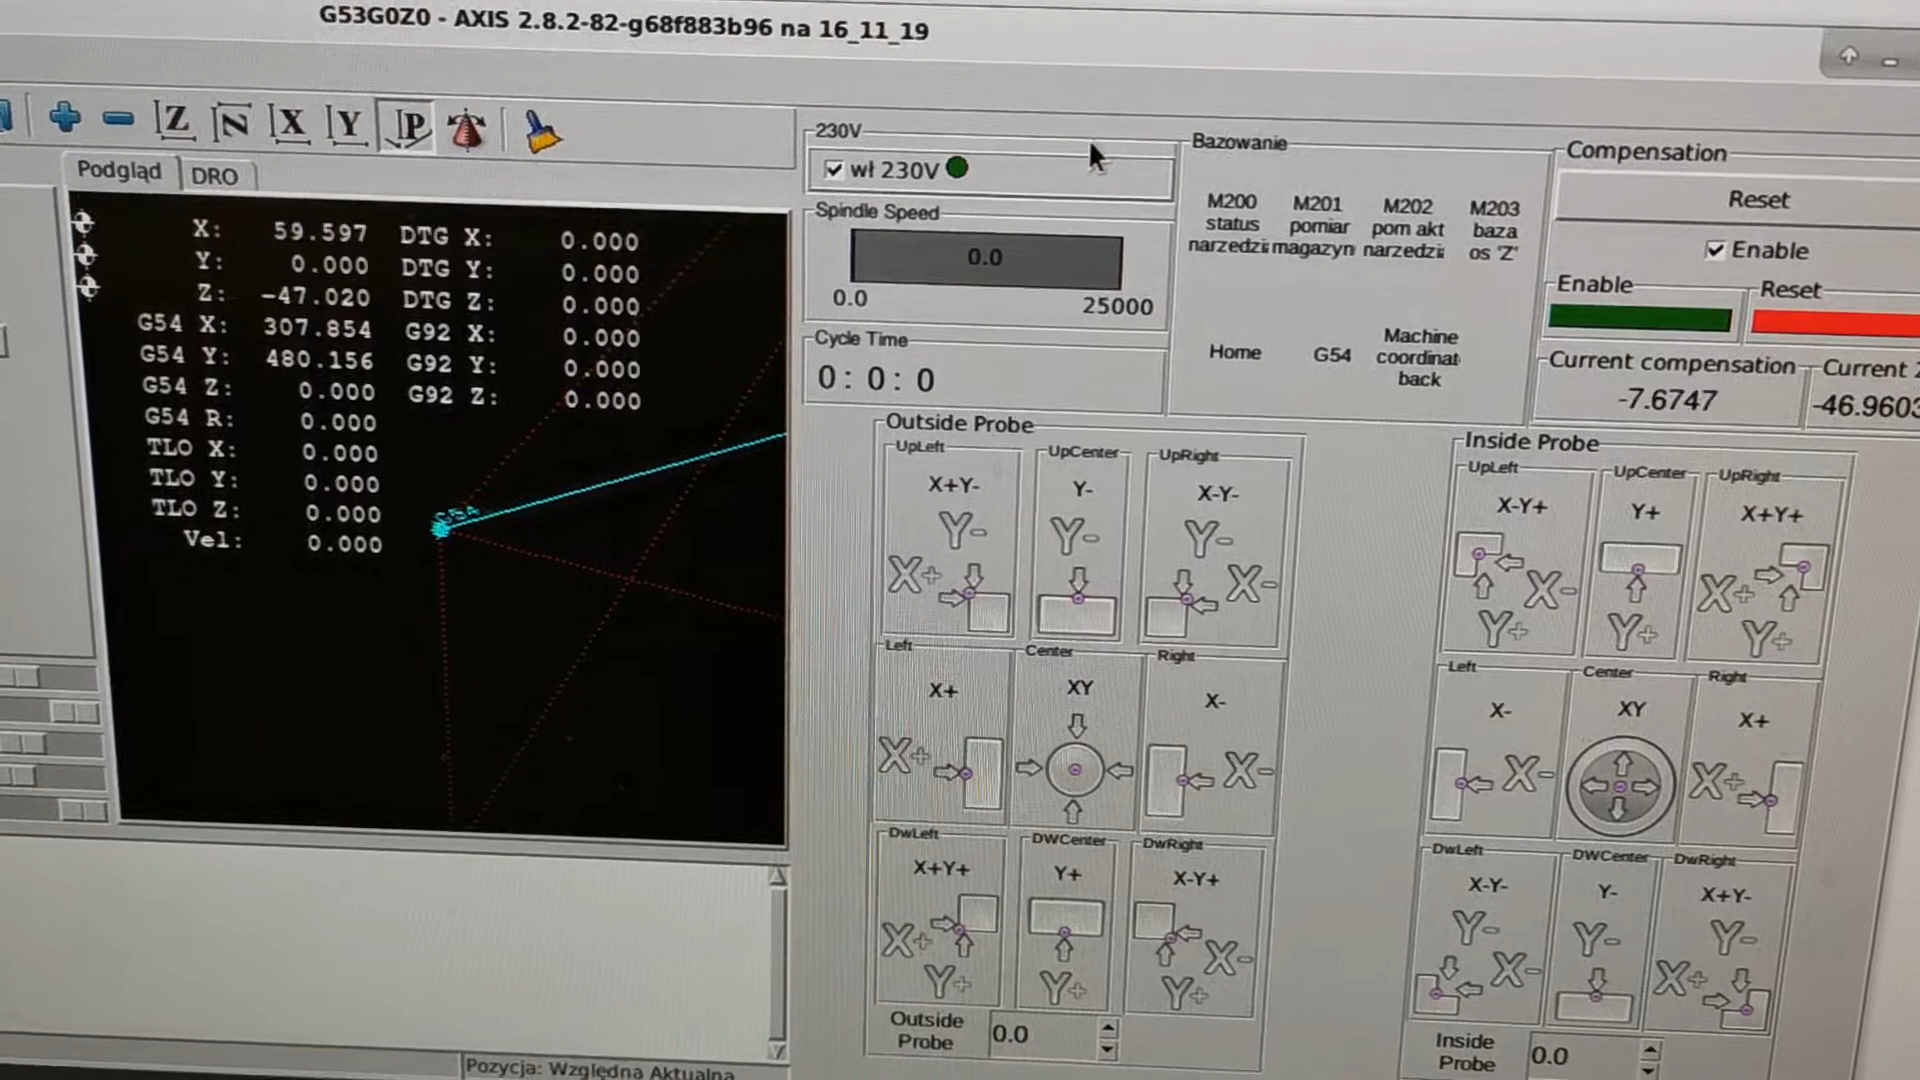 G53G0Z0 - AXIS 2.8.2-82-g68f883b96 na 16_11_19
Z N X Y P
Podgląd DRO
X: 59.597 DTG X: 0.000
Y: 0.000 DTG Y: 0.000
Z: -47.020 DTG Z: 0.000
G54 X: 307.854 G92 X: 0.000
G54 Y: 480.156 G92 Y: 0.000
G54 Z: 0.000 G92 Z: 0.000
G54 R: 0.000
TLO X: 0.000
TLO Y: 0.000
TLO Z: 0.000
Vel: 0.000
G54
Pozycja: Względna Aktualna
230V
wł 230V
Spindle Speed
0.0
0.0 25000
Cycle Time
0: 0: 0
Bazowanie
M200 status narzedzi
M201 pomiar magazyn
M202 pom akt narzedzi
M203 baza os 'Z'
Home
G54
Machine coordinat back
Compensation
Reset
Enable
Enable Reset
Current compensation Current
-7.6747 -46.9603
Outside Probe
UpLeft UpCenter UpRight
X+Y- Y- X-Y-
Y- Y- Y-
X+ X-
Left Center Right
X+ XY X-
X+ X-
DwLeft DWCenter DwRight
X+Y+ Y+ X-Y+
X+ X-
Y+ Y+ Y+
Outside Probe 0.0
Inside Probe
UpLeft UpCenter UpRight
X-Y+ Y+ X+Y+
X- X+
Y+ Y+ Y+
Left Center Right
X- XY X+
X- X+
DwLeft DWCenter DwRight
X-Y- Y- X+Y-
Y- Y- Y-
X- X+
Inside Probe 0.0